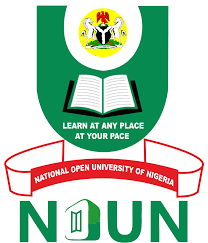 LEARN AT ANY PLACE
AT YOUR PACE
NATIONAL OPEN UNIVERSITY OF NIGERIA
NOUN